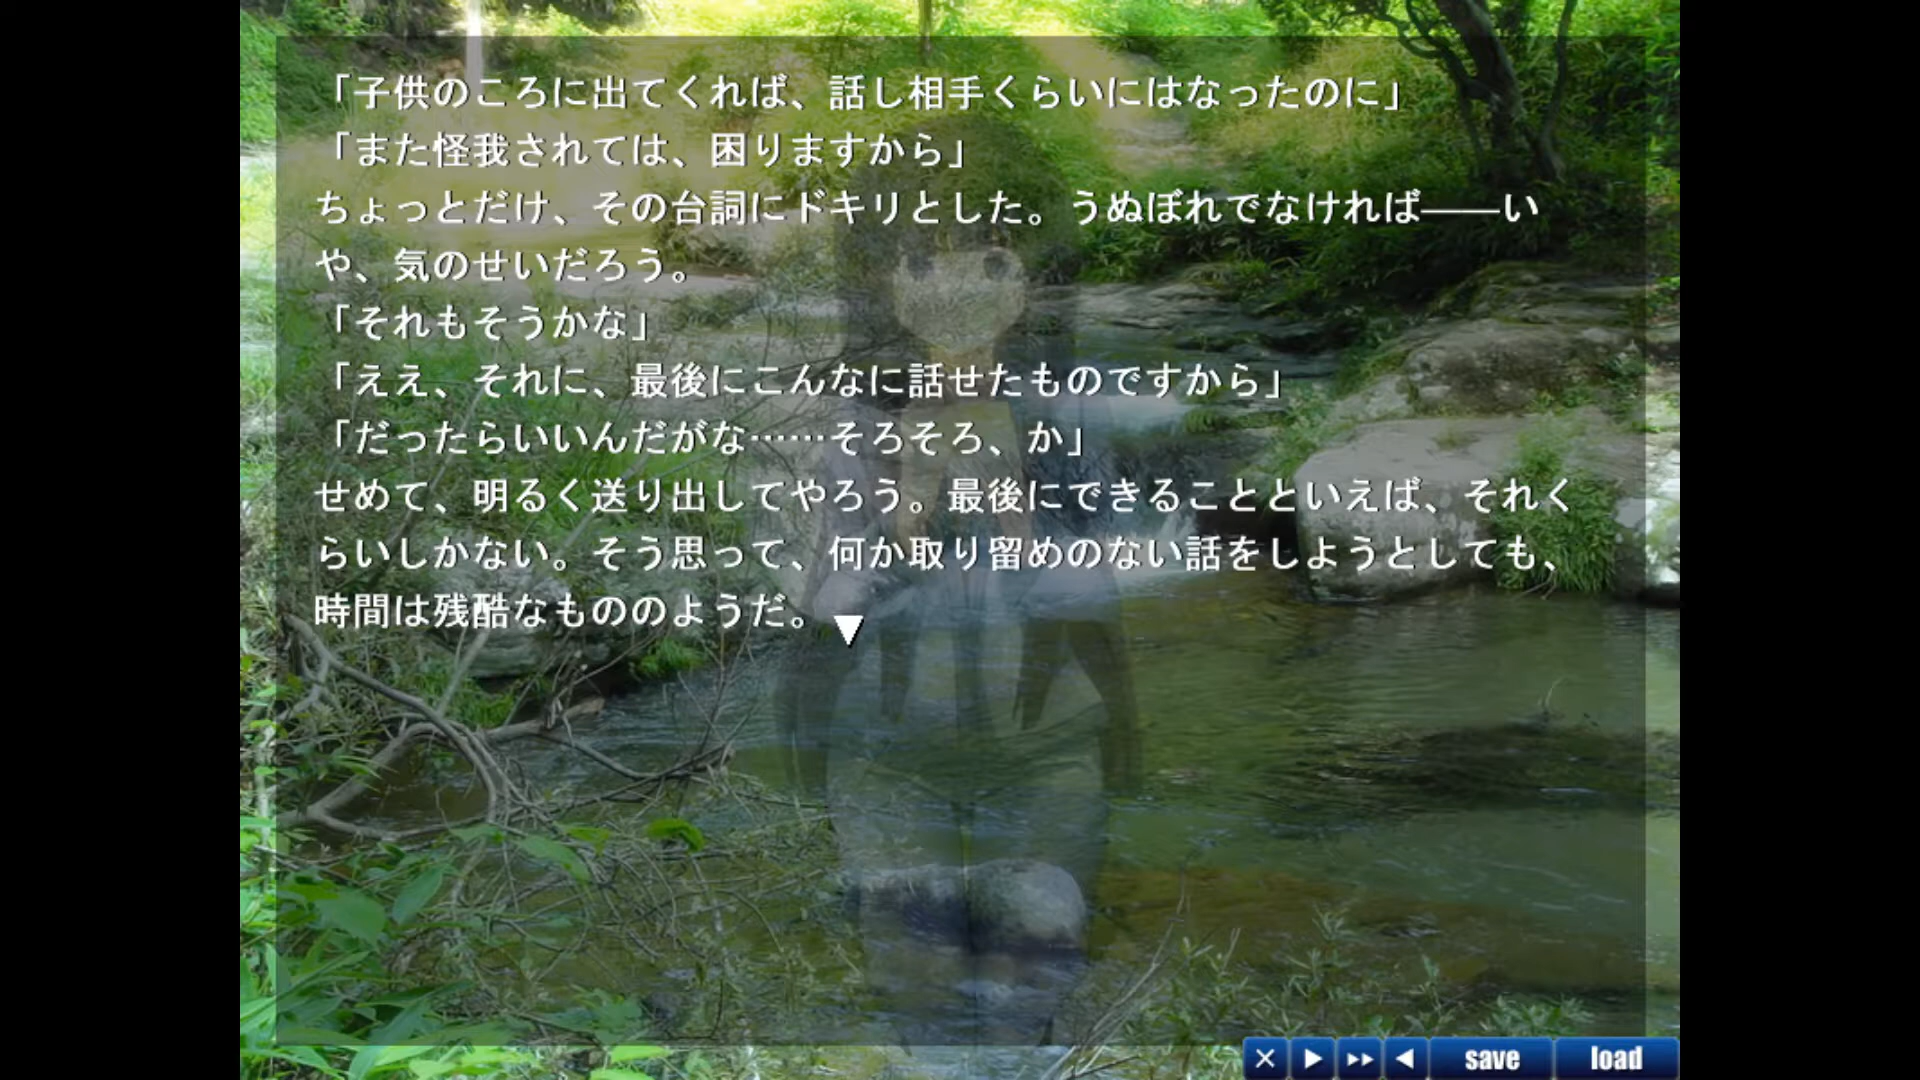 「子供のころに出てくれば、話し相手くらいにはなったのに」
「また怪我されては、困りますから」
ちょっとだけ、その台詞にドキリとした。うぬぼれでなければ――い
や、気のせいだろう。
「それもそうかな」
「ええ、それに、最後にこんなに話せたものですから」
「だったらいいんだがな……そろそろ、か」
せめて、明るく送り出してやろう。最後にできることといえば、それく
らいしかない。そう思って、何か取り留めのない話をしようとしても、
時間は残酷なもののようだ。
save load